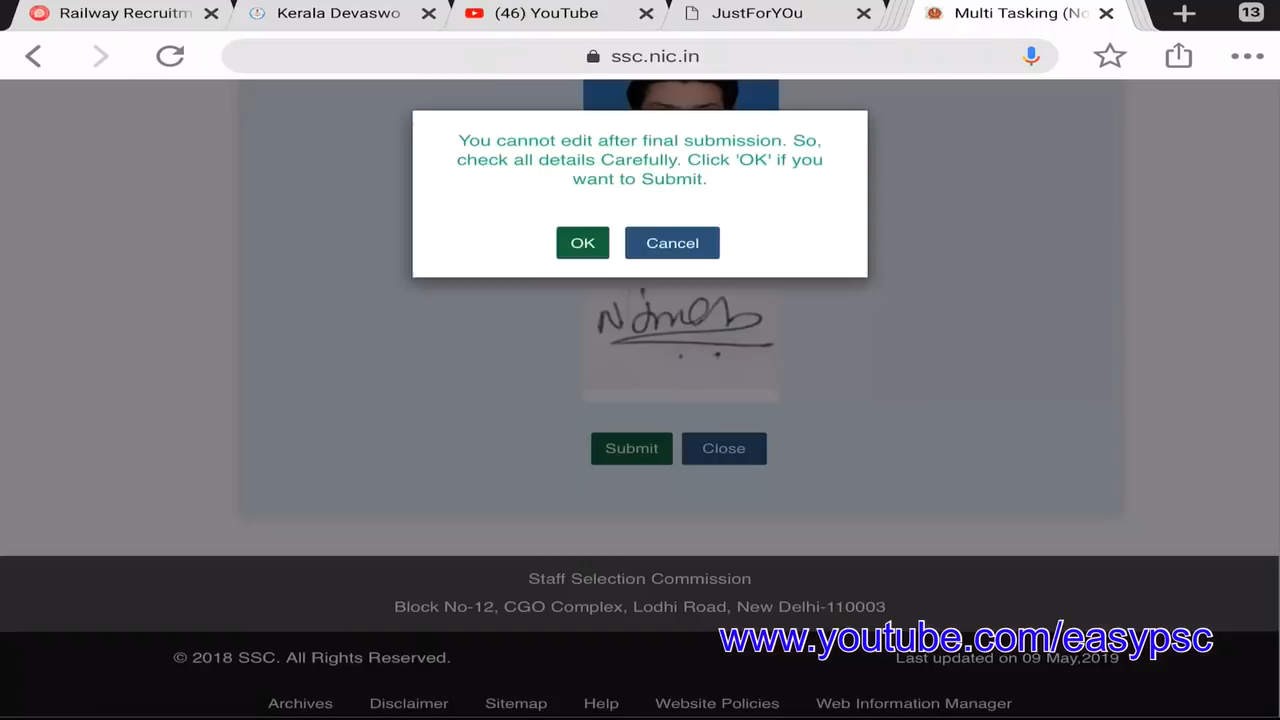 Railway Recruitm
Kerala Devaswo
(46) YouTube
JustForYOu
Multi Tasking (No
13
ssc.nic.in
You cannot edit after final submission. So,
check all details Carefully. Click 'OK' if you
want to Submit.
OK
Cancel
Submit
Close
Staff Selection Commission
Block No-12, CGO Complex, Lodhi Road, New Delhi-110003
www.youtube.com/easypsc
© 2018 SSC. All Rights Reserved.
Last updated on 09 May,2019
Archives
Disclaimer
Sitemap
Help
Website Policies
Web Information Manager